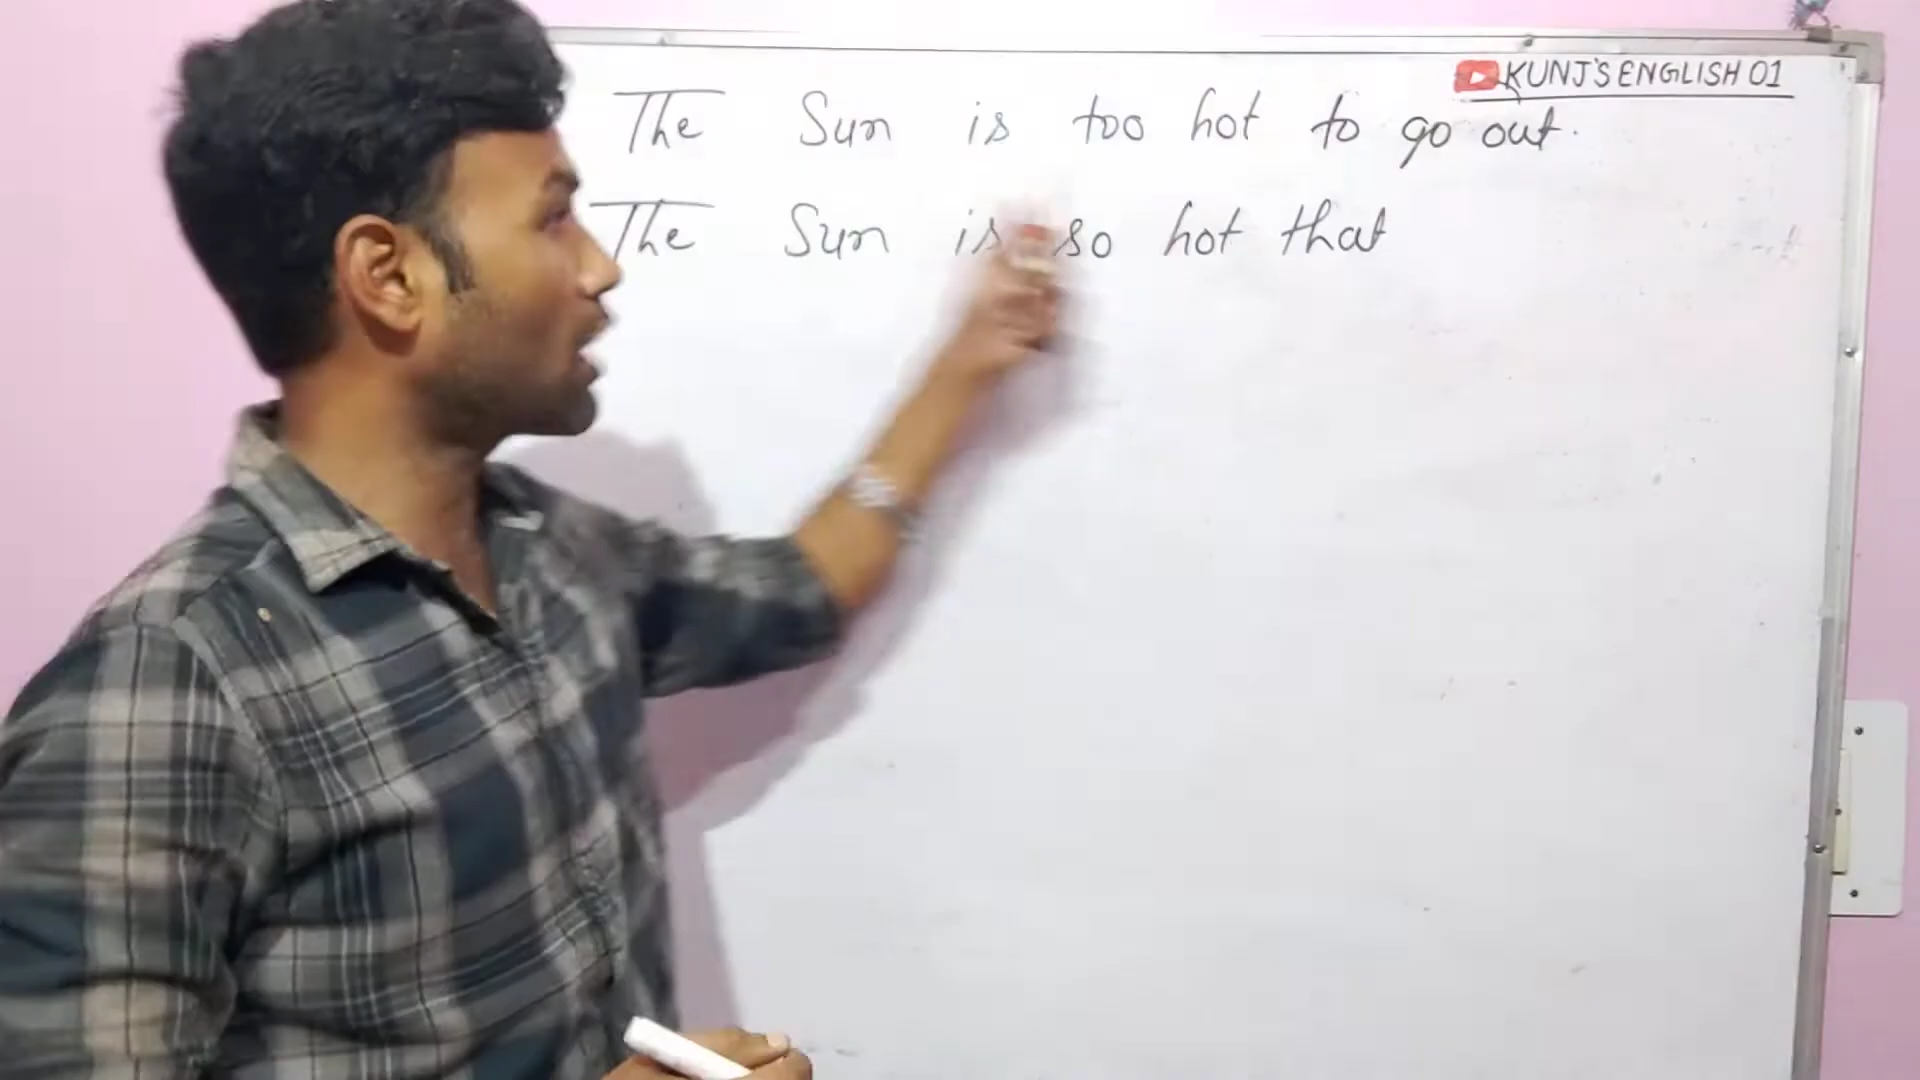 KUNJ'S ENGLISH 01
The Sun is too hot to go out.
The Sun is so hot that